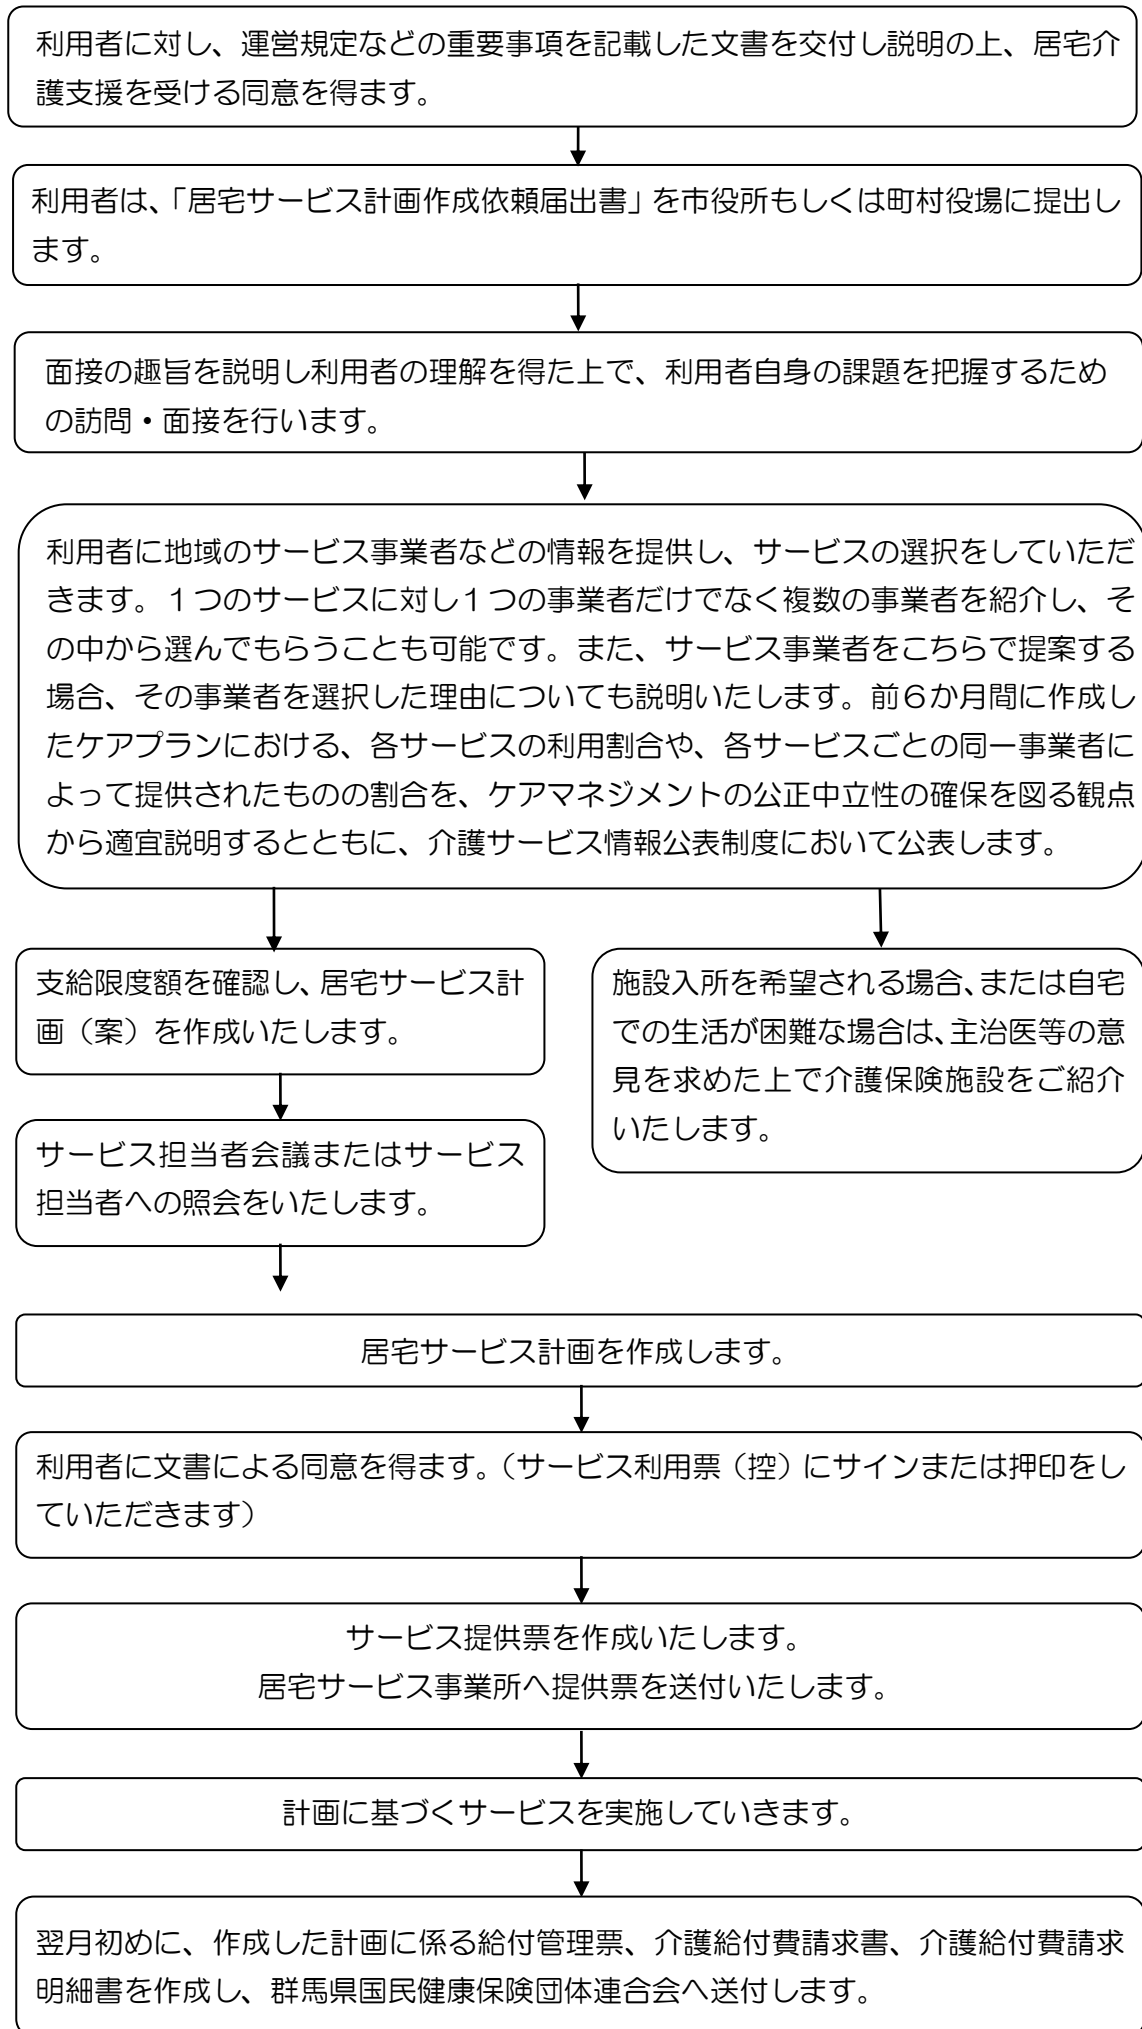 利用者に対し、運営規定などの重要事項を記載した文書を交付し説明の上、居宅介
護支援を受ける同意を得ます。
利用者は、「居宅サービス計画作成依頼届出書」を市役所もしくは町村役場に提出し
ます。
面接の趣旨を説明し利用者の理解を得た上で、利用者自身の課題を把握するため
の訪問・面接を行います。
利用者に地域のサービス事業者などの情報を提供し、サービスの選択をしていただ
きます。１つのサービスに対し１つの事業者だけでなく複数の事業者を紹介し、そ
の中から選んでもらうことも可能です。また、サービス事業者をこちらで提案する
場合、その事業者を選択した理由についても説明いたします。前６か月間に作成し
たケアプランにおける、各サービスの利用割合や、各サービスごとの同一事業者に
よって提供されたものの割合を、ケアマネジメントの公正中立性の確保を図る観点
から適宜説明するとともに、介護サービス情報公表制度において公表します。
支給限度額を確認し、居宅サービス計
画（案）を作成いたします。
サービス担当者会議またはサービス
担当者への照会をいたします。
施設入所を希望される場合、または自宅
での生活が困難な場合は、主治医等の意
見を求めた上で介護保険施設をご紹介
いたします。
居宅サービス計画を作成します。
利用者に文書による同意を得ます。（サービス利用票（控）にサインまたは押印をし
ていただきます）
サービス提供票を作成いたします。
居宅サービス事業所へ提供票を送付いたします。
計画に基づくサービスを実施していきます。
翌月初めに、作成した計画に係る給付管理票、介護給付費請求書、介護給付費請求
明細書を作成し、群馬県国民健康保険団体連合会へ送付します。